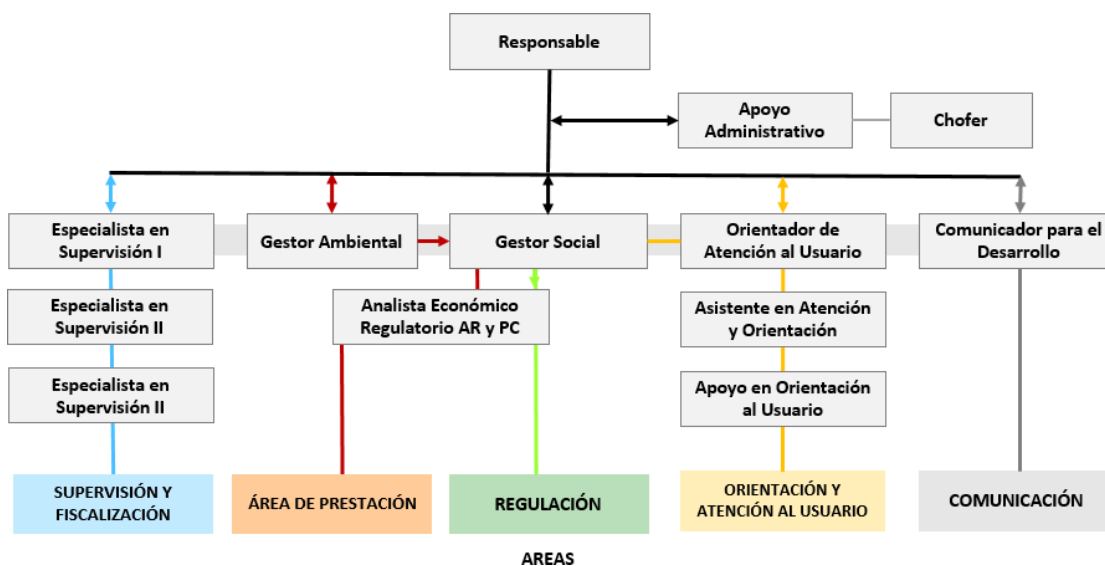 Responsable
Apoyo
Administrativo
Chofer
Especialista en
Supervisión I
Gestor Ambiental
Gestor Social
Orientador de
Atención al Usuario
Comunicador para el
Desarrollo
Especialista en
Supervisión II
Analista Económico
Regulatorio AR y PC
Asistente en Atención
y Orientación
Especialista en
Supervisión II
Apoyo en Orientación
al Usuario
SUPERVISIÓN Y
FISCALIZACIÓN
ÁREA DE PRESTACIÓN
REGULACIÓN
ORIENTACIÓN Y
ATENCIÓN AL USUARIO
COMUNICACIÓN
AREAS